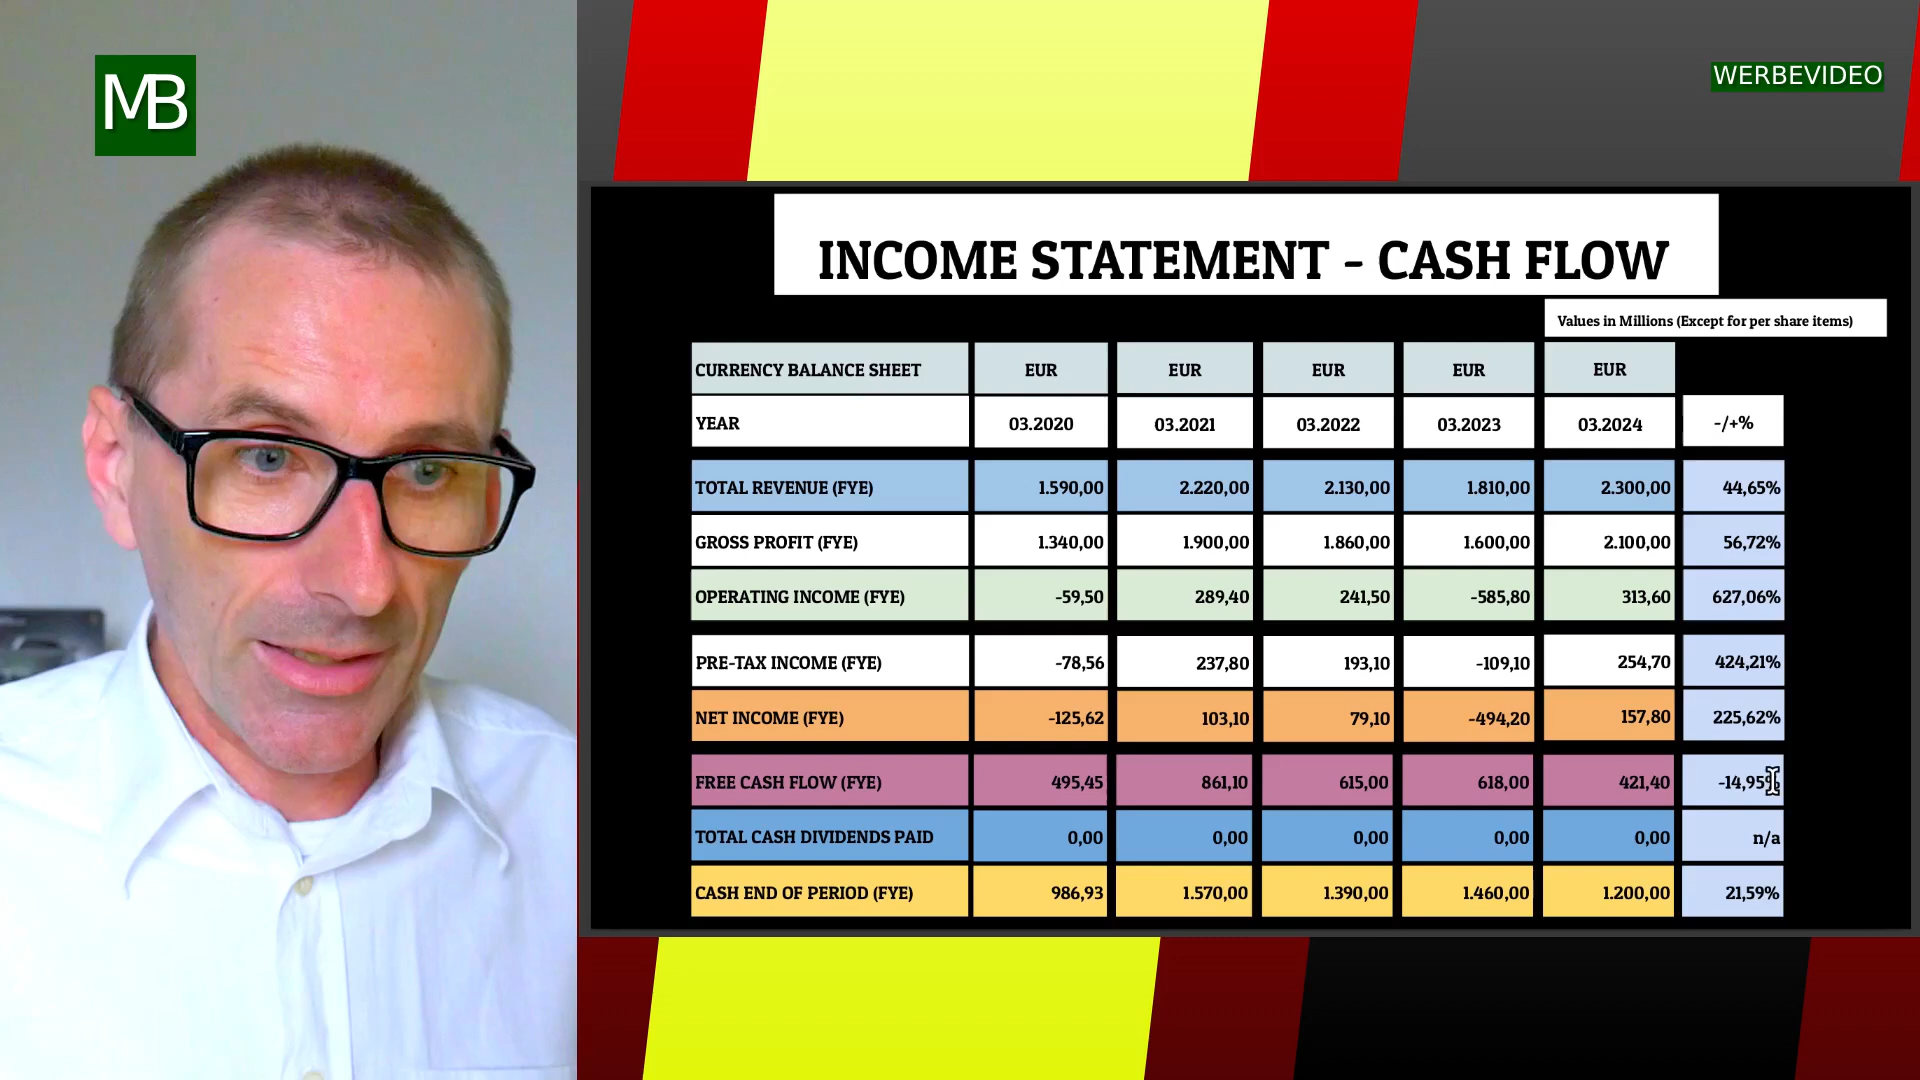 MB
WERBEVIDEO
INCOME STATEMENT - CASH FLOW
Values in Millions (Except for per share items)
CURRENCY BALANCE SHEET EUR EUR EUR EUR EUR
YEAR 03.2020 03.2021 03.2022 03.2023 03.2024 -/+%
TOTAL REVENUE (FYE) 1.590,00 2.220,00 2.130,00 1.810,00 2.300,00 44,65%
GROSS PROFIT (FYE) 1.340,00 1.900,00 1.860,00 1.600,00 2.100,00 56,72%
OPERATING INCOME (FYE) -59,50 289,40 241,50 -585,80 313,60 627,06%
PRE-TAX INCOME (FYE) -78,56 237,80 193,10 -109,10 254,70 424,21%
NET INCOME (FYE) -125,62 103,10 79,10 -494,20 157,80 225,62%
FREE CASH FLOW (FYE) 495,45 861,10 615,00 618,00 421,40 -14,95%
TOTAL CASH DIVIDENDS PAID 0,00 0,00 0,00 0,00 0,00 n/a
CASH END OF PERIOD (FYE) 986,93 1.570,00 1.390,00 1.460,00 1.200,00 21,59%